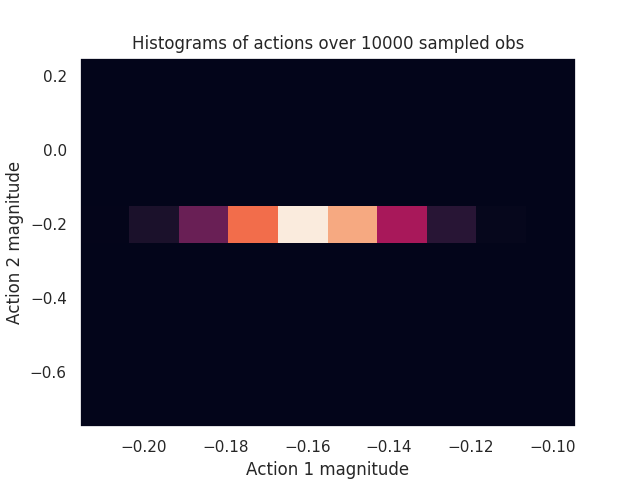 Histograms of actions over 10000 sampled obs
0.2
0.0
−0.2
−0.4
−0.6
Action 2 magnitude
−0.20 −0.18 −0.16 −0.14 −0.12 −0.10
Action 1 magnitude